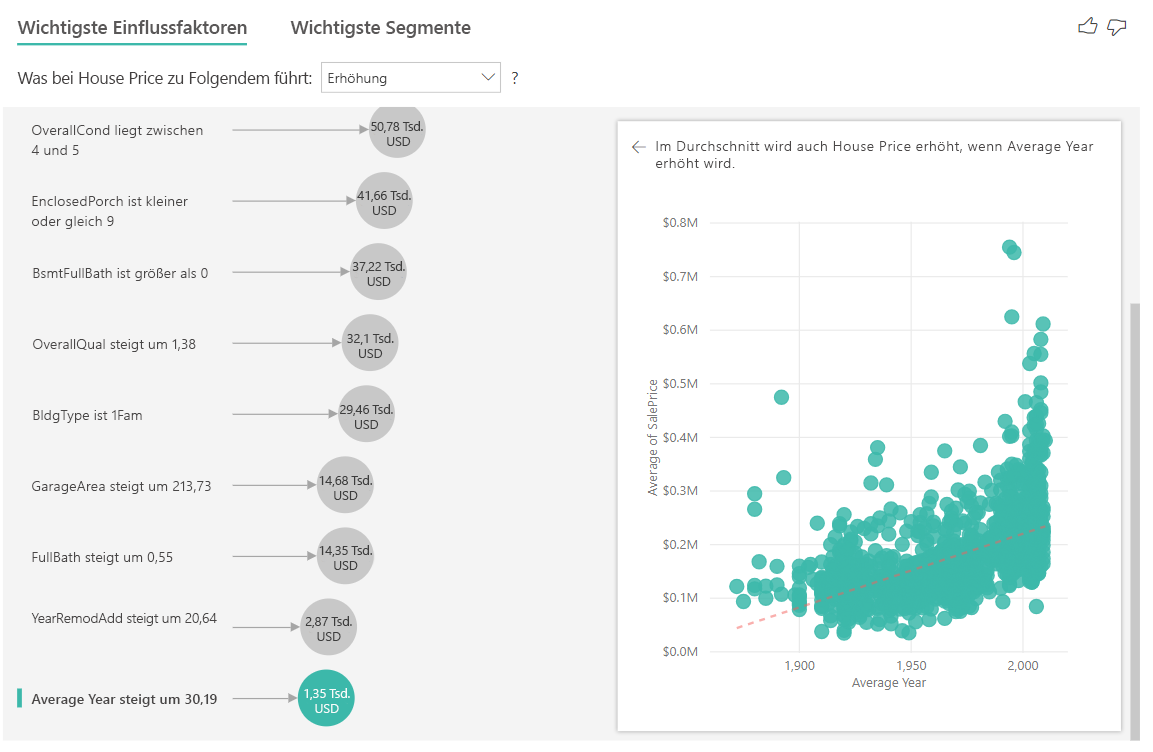 Wichtigste Einflussfaktoren
Wichtigste Segmente
Was bei House Price zu Folgendem führt:
Erhöhung
?
OverallCond liegt zwischen
4 und 5
50,78 Tsd.
USD
EnclosedPorch ist kleiner
oder gleich 9
41,66 Tsd.
USD
BsmtFullBath ist größer als 0
37,22 Tsd.
USD
OverallQual steigt um 1,38
32,1 Tsd.
USD
BldgType ist 1Fam
29,46 Tsd.
USD
GarageArea steigt um 213,73
14,68 Tsd.
USD
FullBath steigt um 0,55
14,35 Tsd.
USD
YearRemodAdd steigt um 20,64
2,87 Tsd.
USD
Average Year steigt um 30,19
1,35 Tsd.
USD
Im Durchschnitt wird auch House Price erhöht, wenn Average Year
erhöht wird.
$0.8M
$0.7M
$0.6M
$0.5M
$0.4M
$0.3M
$0.2M
$0.1M
$0.0M
Average of SalePrice
1,900
1,950
2,000
Average Year